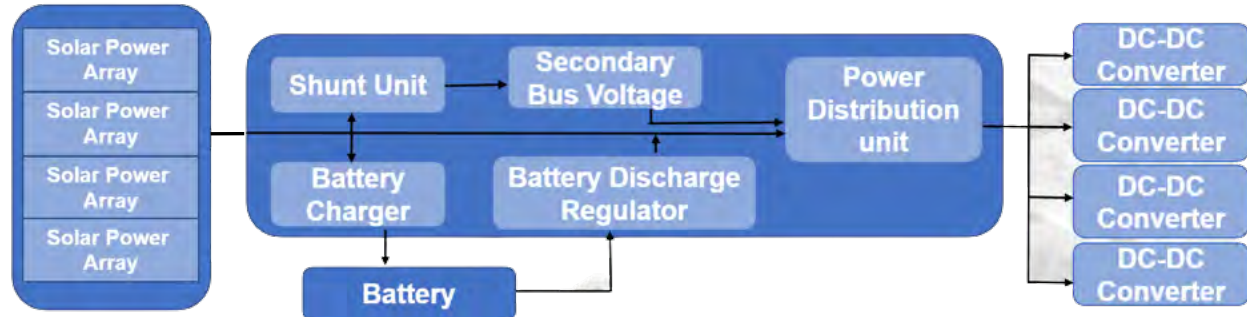 Solar Power
Array
Solar Power
Array
Solar Power
Array
Solar Power
Array
Shunt Unit
Secondary
Bus Voltage
Power
Distribution
unit
Battery
Charger
Battery Discharge
Regulator
Battery
DC-DC
Converter
DC-DC
Converter
DC-DC
Converter
DC-DC
Converter